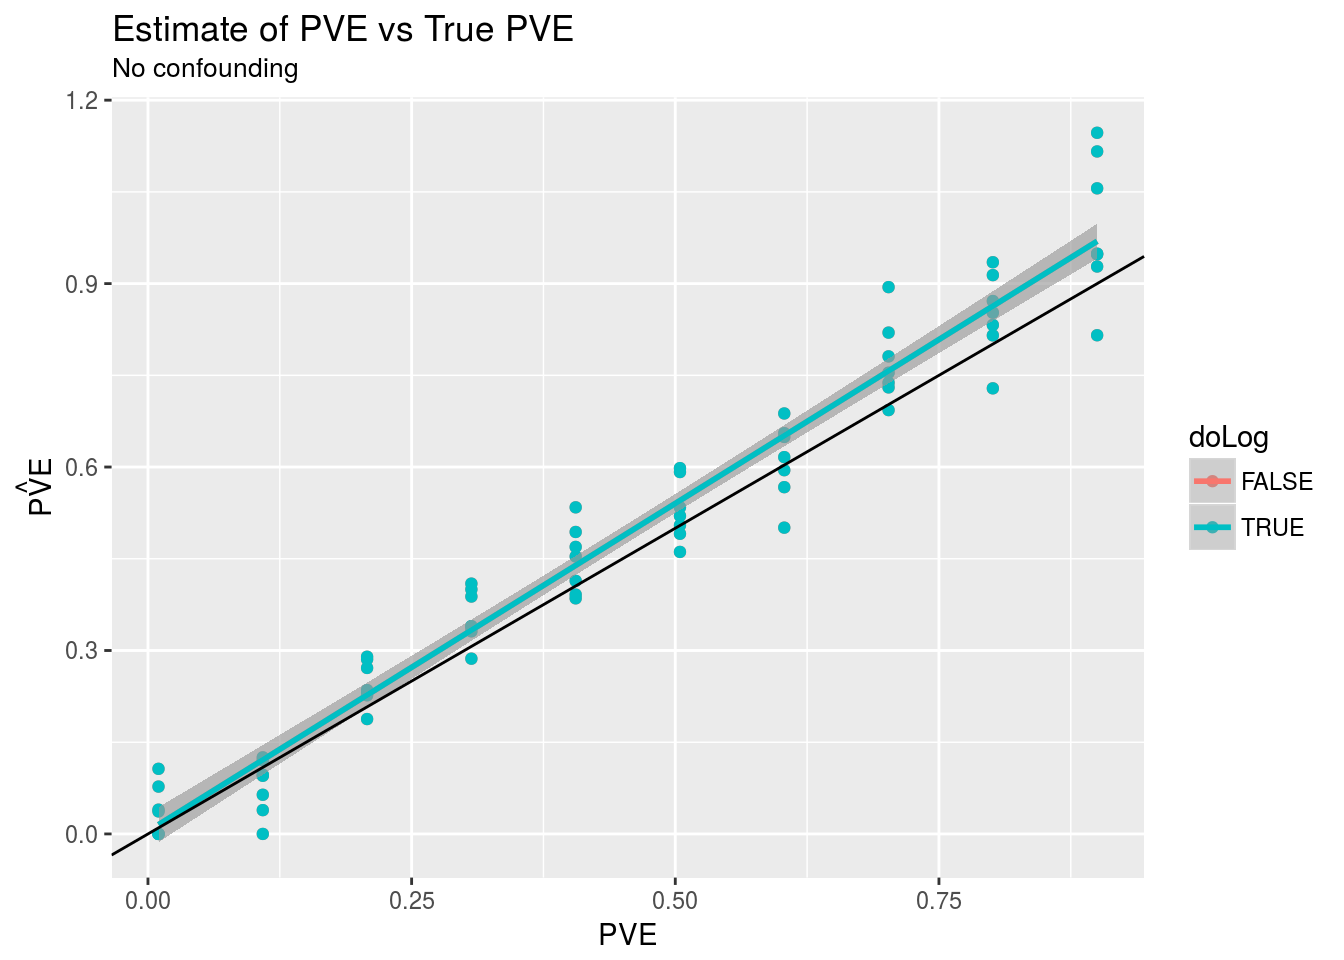 Estimate of PVE vs True PVE
No confounding
1.2
0.9
0.6
0.3
0.0
PV̂E
0.00
0.25
0.50
0.75
PVE
doLog
FALSE
TRUE